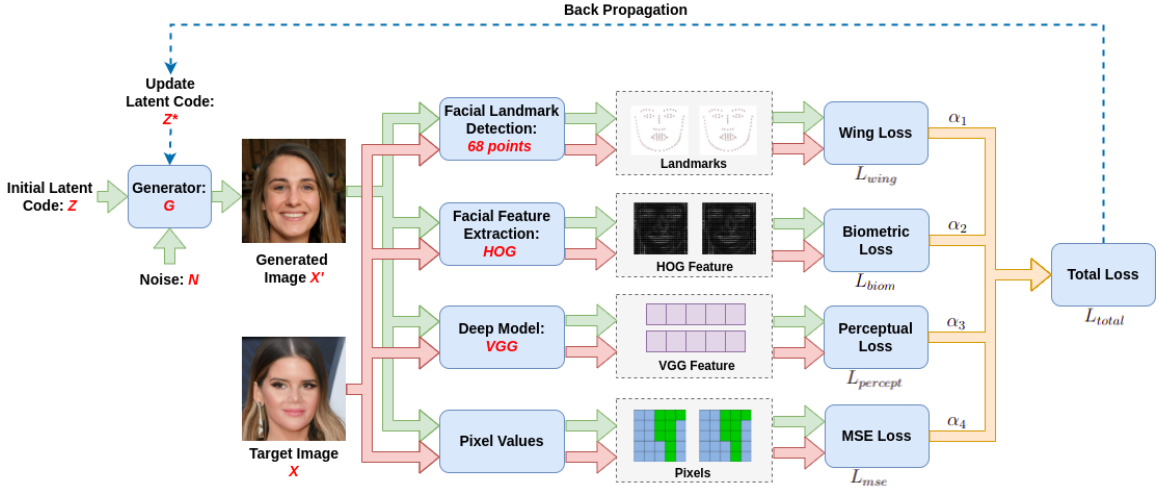 Back Propagation
Update
Latent Code:
Z*
Initial Latent
Code: Z
Generator:
G
Noise: N
Generated
Image X'
Target Image
X
Facial Landmark
Detection:
68 points
Landmarks
Wing Loss
α1
L_wing
Facial Feature
Extraction:
HOG
HOG Feature
Biometric
Loss
α2
L_biom
Deep Model:
VGG
VGG Feature
Perceptual
Loss
α3
L_percept
Pixel Values
Pixels
MSE Loss
α4
L_mse
Total Loss
L_total